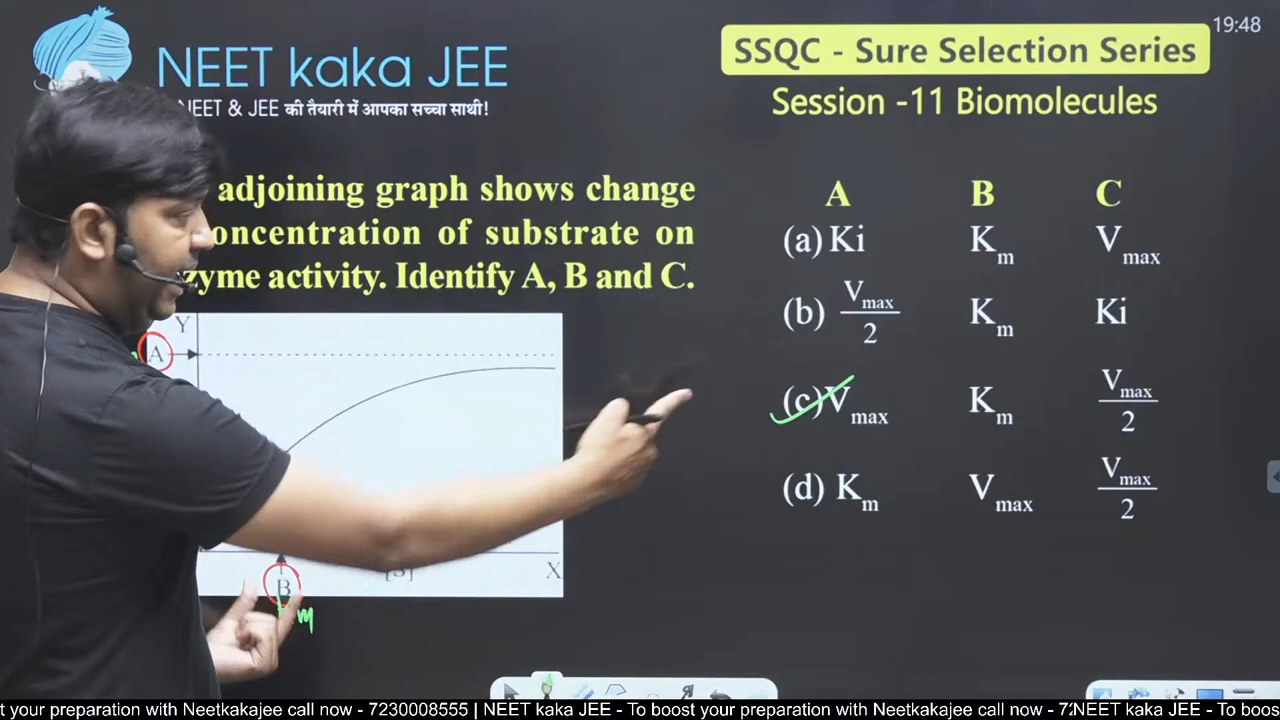 19:48
NEET kaka JEE
NEET & JEE की तैयारी में आपका सच्चा साथी!
SSQC - Sure Selection Series
Session -11 Biomolecules
adjoining graph shows change
oncentration of substrate on
zyme activity. Identify A, B and C.
Y
A
B
[S]
X
m
A B C
(a) Ki Km Vmax
(b) Vmax/2 Km Ki
(c) Vmax Km Vmax/2
(d) Km Vmax Vmax/2
t your preparation with Neetkakajee call now - 7230008555 | NEET kaka JEE - To boost your preparation with Neetkakajee call now - 72 NEET kaka JEE - To boos